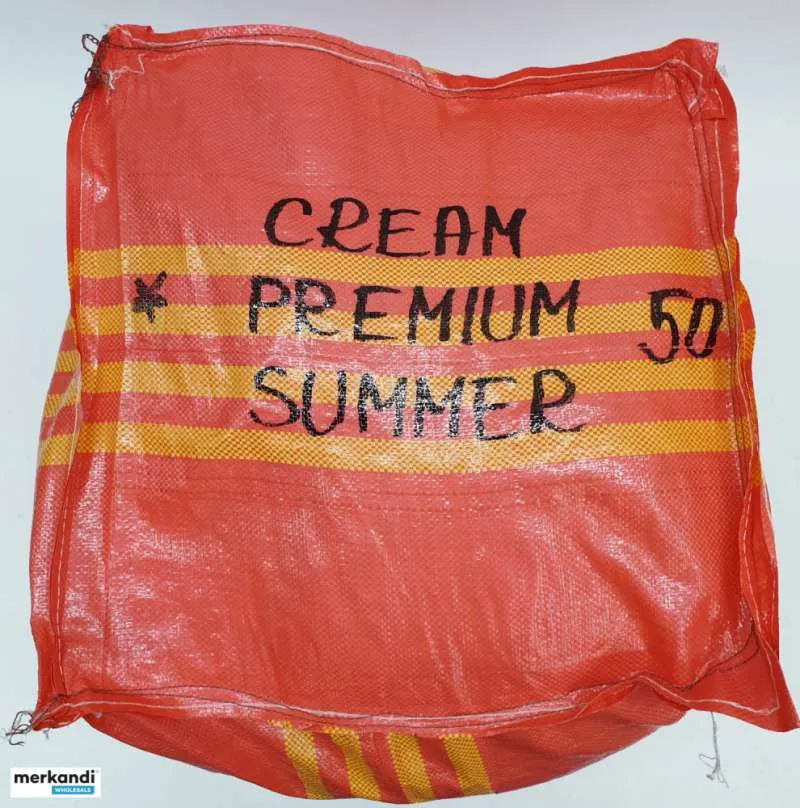 CREAM
PREMIUM 50
SUMMER
merkandi
WHOLESALE